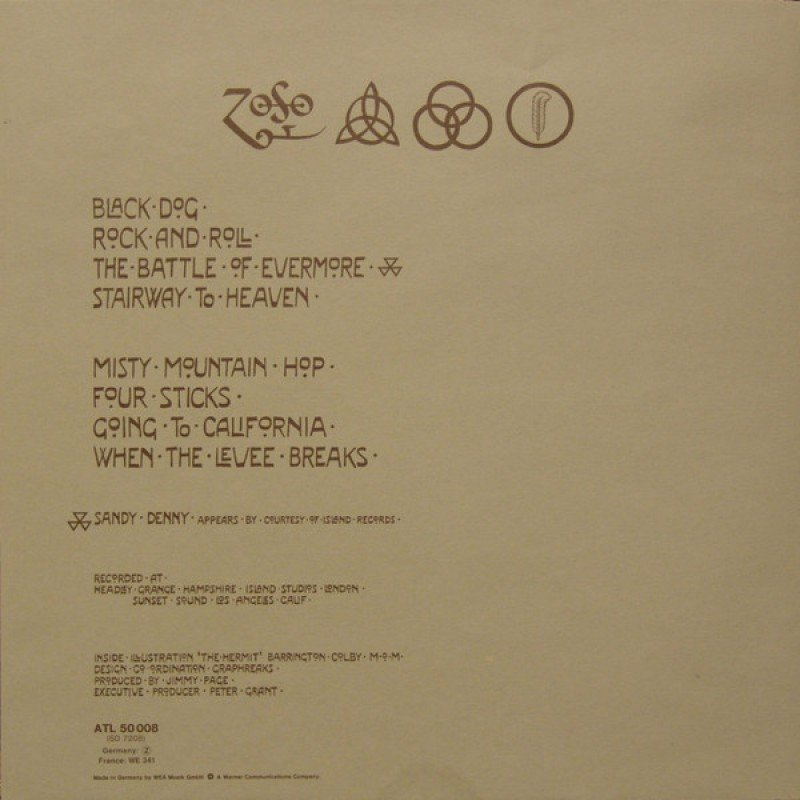 ZOSO
BLACK·DOG·
ROCK·AND·ROLL·
THE·BATTLE·OF·EVERMORE·
STAIRWAY·To·HEAVEN·
MISTY·MOUNTAIN·HOP·
FOUR·STICKS·
GOING·To·CALIFORNIA·
WHEN·THE·LEVEE·BREAKS·
SANDY·DENNY·APPEARS·BY·COURTESY·OF·ISLAND·RECORDS·
RECORDED·AT·
HEADLEY·GRANGE·HAMPSHIRE·ISLAND·STUDIOS·LONDON·
SUNSET·SOUND·LOS·ANGELES·CALIF·
INSIDE·ILLUSTRATION 'THE·HERMIT' BARRINGTON·COLBY·M·O·M·
DESIGN·CO·ORDINATION·GRAPHREAKS·
PRODUCED·BY·JIMMY·PAGE·
EXECUTIVE·PRODUCER·PETER·GRANT·
ATL 50 008
(SD 7208)
Germany: Ⓩ
France: WE 341
Made in Germany by WEA Musik GmbH A Warner Communications Company.